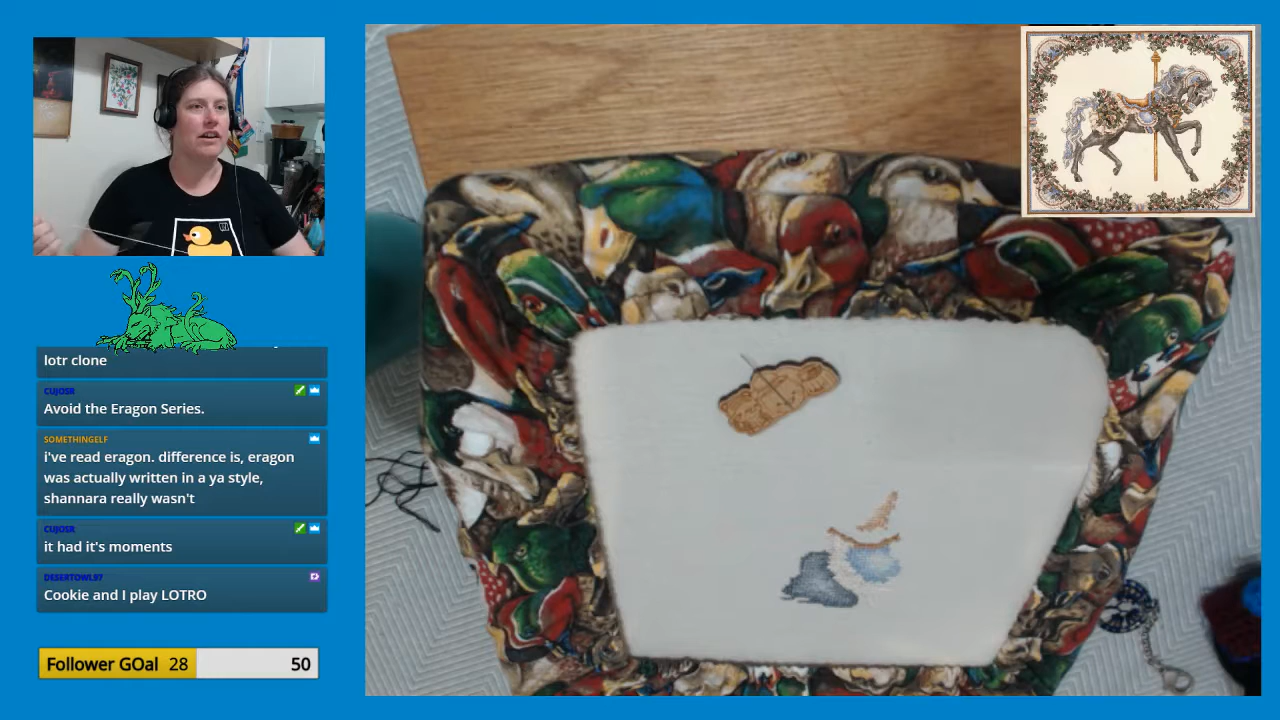 lotr clone
CUJOSR
Avoid the Eragon Series.
SOMETHINGELF
i've read eragon. difference is, eragon
was actually written in a ya style,
shannara really wasn't
CUJOSR
it had it's moments
DESERTOWL97
Cookie and I play LOTRO
Follower GOal 28 50